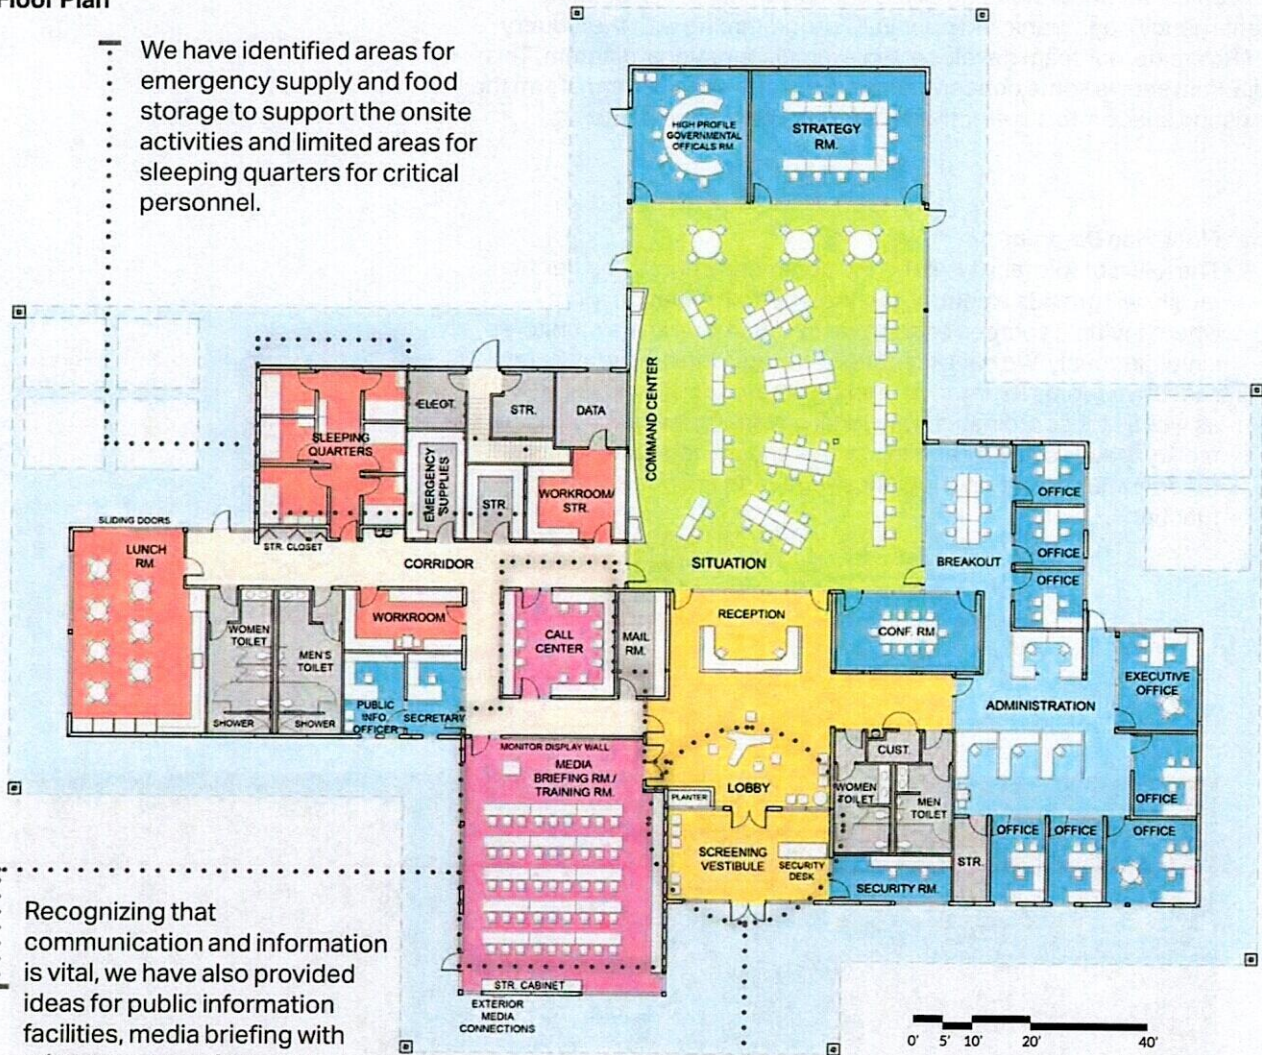 Floor Plan
We have identified areas for
emergency supply and food
storage to support the onsite
activities and limited areas for
sleeping quarters for critical
personnel.
HIGH PROFILE
GOVERNMENTAL
OFFICALS RM.
STRATEGY
RM.
COMMAND CENTER
SITUATION
ELECT.
STR.
DATA
SLEEPING
QUARTERS
EMERGENCY
SUPPLIES
STR.
WORKROOM/
STR.
SLIDING DOORS
LUNCH
RM.
STR. CLOSET
CORRIDOR
BREAKOUT
OFFICE
OFFICE
OFFICE
WOMEN
TOILET
MEN'S
TOILET
WORKROOM
CALL
CENTER
MAIL
RM.
RECEPTION
CONF. RM.
SHOWER
SHOWER
PUBLIC
INFO.
OFFICER
SECRETARY
EXECUTIVE
OFFICE
ADMINISTRATION
MONITOR DISPLAY WALL
MEDIA
BRIEFING RM./
TRAINING RM.
CUST.
LOBBY
PLANTER
WOMEN
TOILET
MEN
TOILET
OFFICE
SCREENING
VESTIBULE
SECURITY
DESK
SECURITY RM.
STR.
OFFICE
OFFICE
OFFICE
STR. CABINET
EXTERIOR
MEDIA
CONNECTIONS
Recognizing that
communication and information
is vital, we have also provided
ideas for public information
facilities, media briefing with
0' 5' 10' 20' 40'